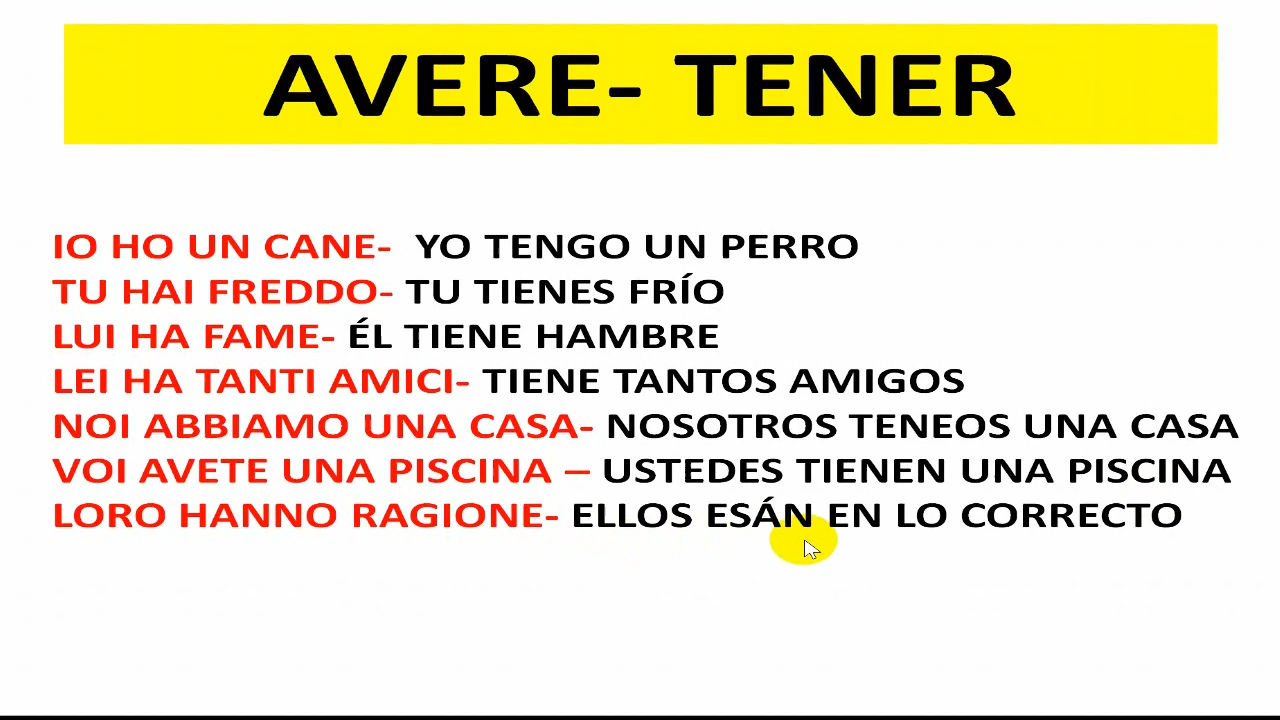 AVERE- TENER
IO HO UN CANE- YO TENGO UN PERRO
TU HAI FREDDO- TU TIENES FRÍO
LUI HA FAME- ÉL TIENE HAMBRE
LEI HA TANTI AMICI- TIENE TANTOS AMIGOS
NOI ABBIAMO UNA CASA- NOSOTROS TENEOS UNA CASA
VOI AVETE UNA PISCINA – USTEDES TIENEN UNA PISCINA
LORO HANNO RAGIONE- ELLOS ESÁN EN LO CORRECTO